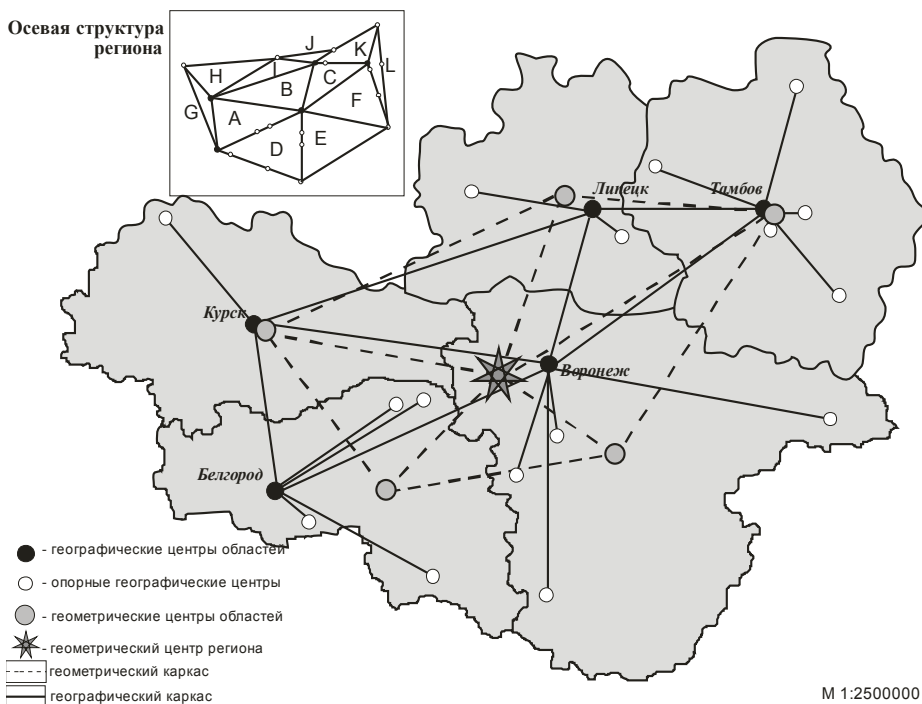 Осевая структура
региона
J
K
L
H
I
C
B
F
G
A
E
D
Липецк
Тамбов
Курск
Воронеж
Белгород
- географические центры областей
- опорные географические центры
- геометрические центры областей
- геометрический центр региона
- геометрический каркас
- географический каркас
М 1:2500000